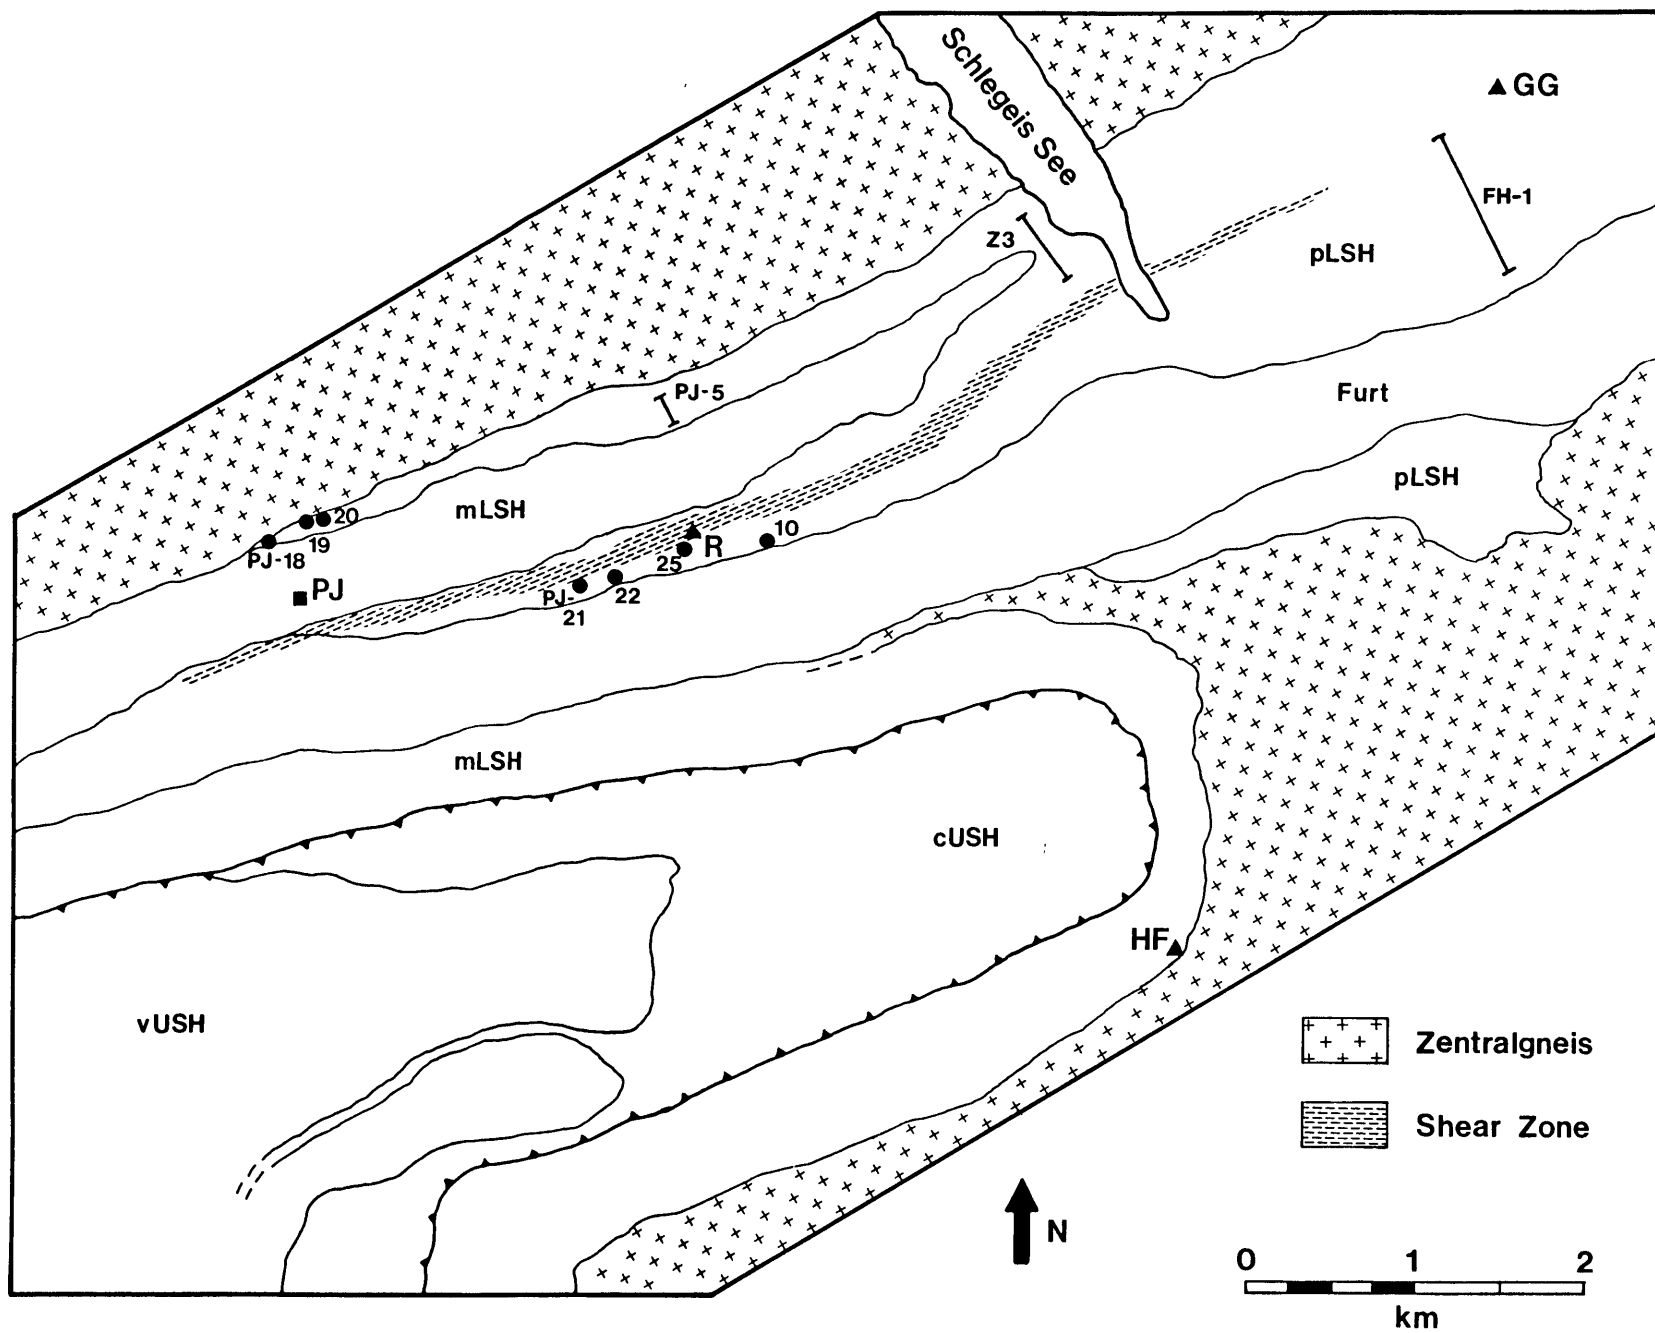 Schlegeis See
GG
FH-1
Z3
pLSH
PJ-5
Furt
pLSH
mLSH
20
19
PJ-18
10
R
25
PJ
PJ-
21
22
mLSH
cUSH
HF
vUSH
Zentralgneis
Shear Zone
N
0 1 2
km